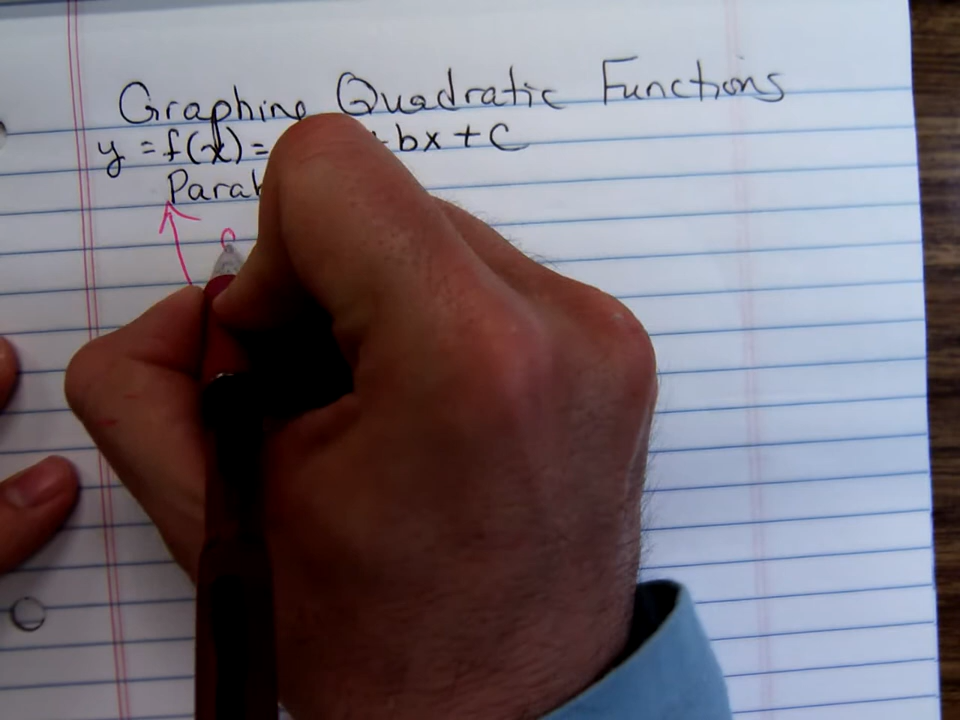 Graphing Quadratic Functions
y = f(x) = + bx + C